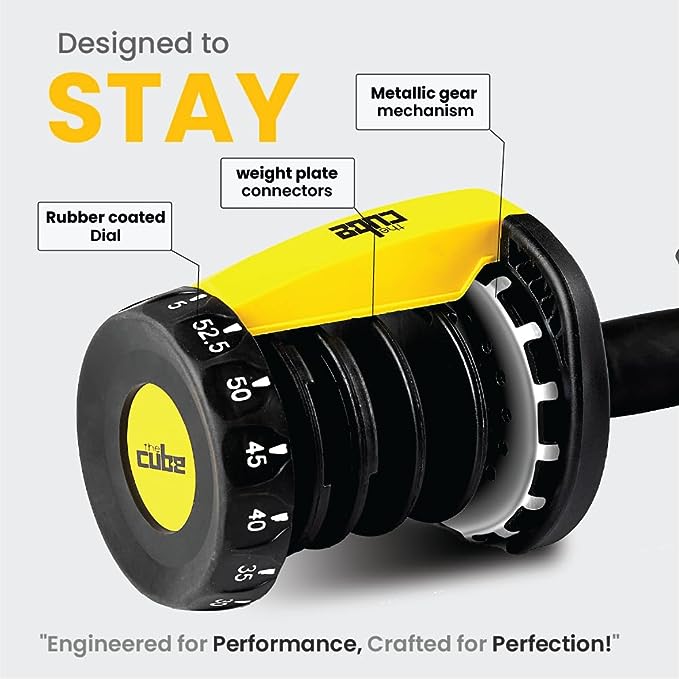 Designed to
STAY
Metallic gear
mechanism
weight plate
connectors
Rubber coated
Dial
the
cube
5
52.5
50
45
40
35
the
cube
"Engineered for Performance, Crafted for Perfection!"